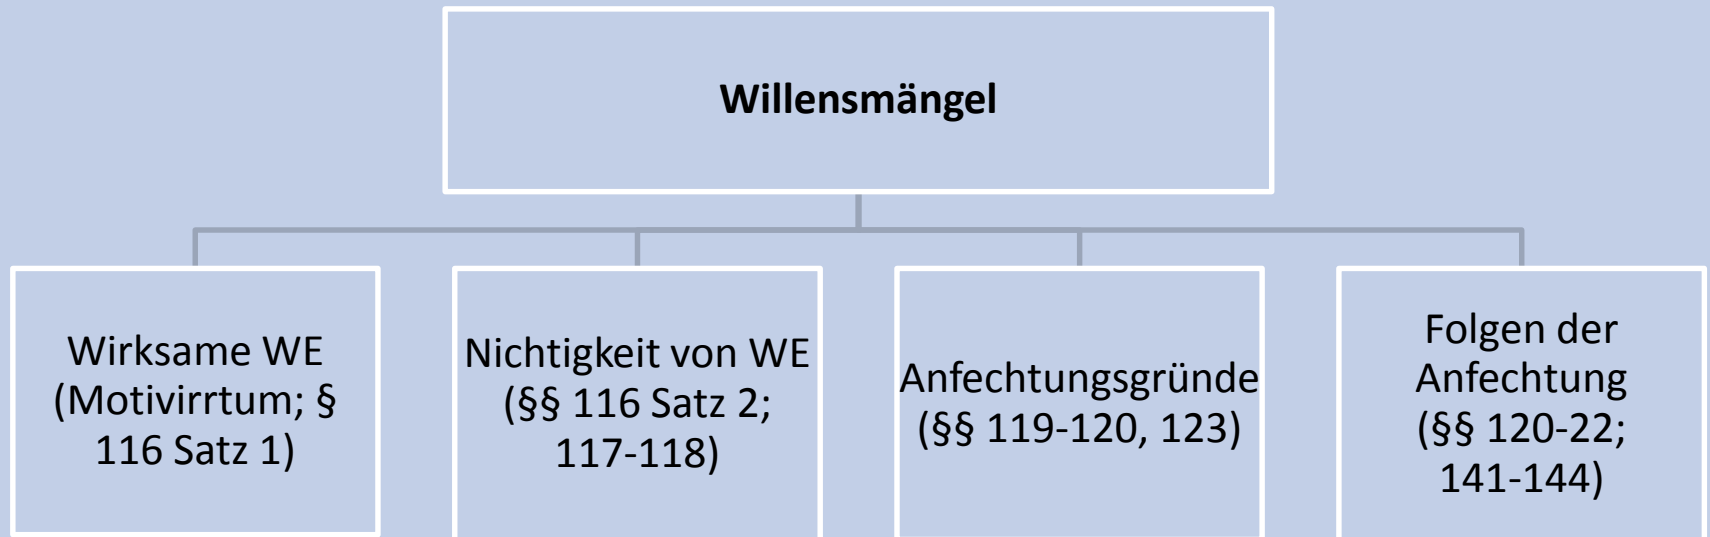 Willensmängel
Wirksame WE
(Motivirrtum; §
116 Satz 1)
Nichtigkeit von WE
(§§ 116 Satz 2;
117-118)
Anfechtungsgründe
(§§ 119-120, 123)
Folgen der
Anfechtung
(§§ 120-22;
141-144)